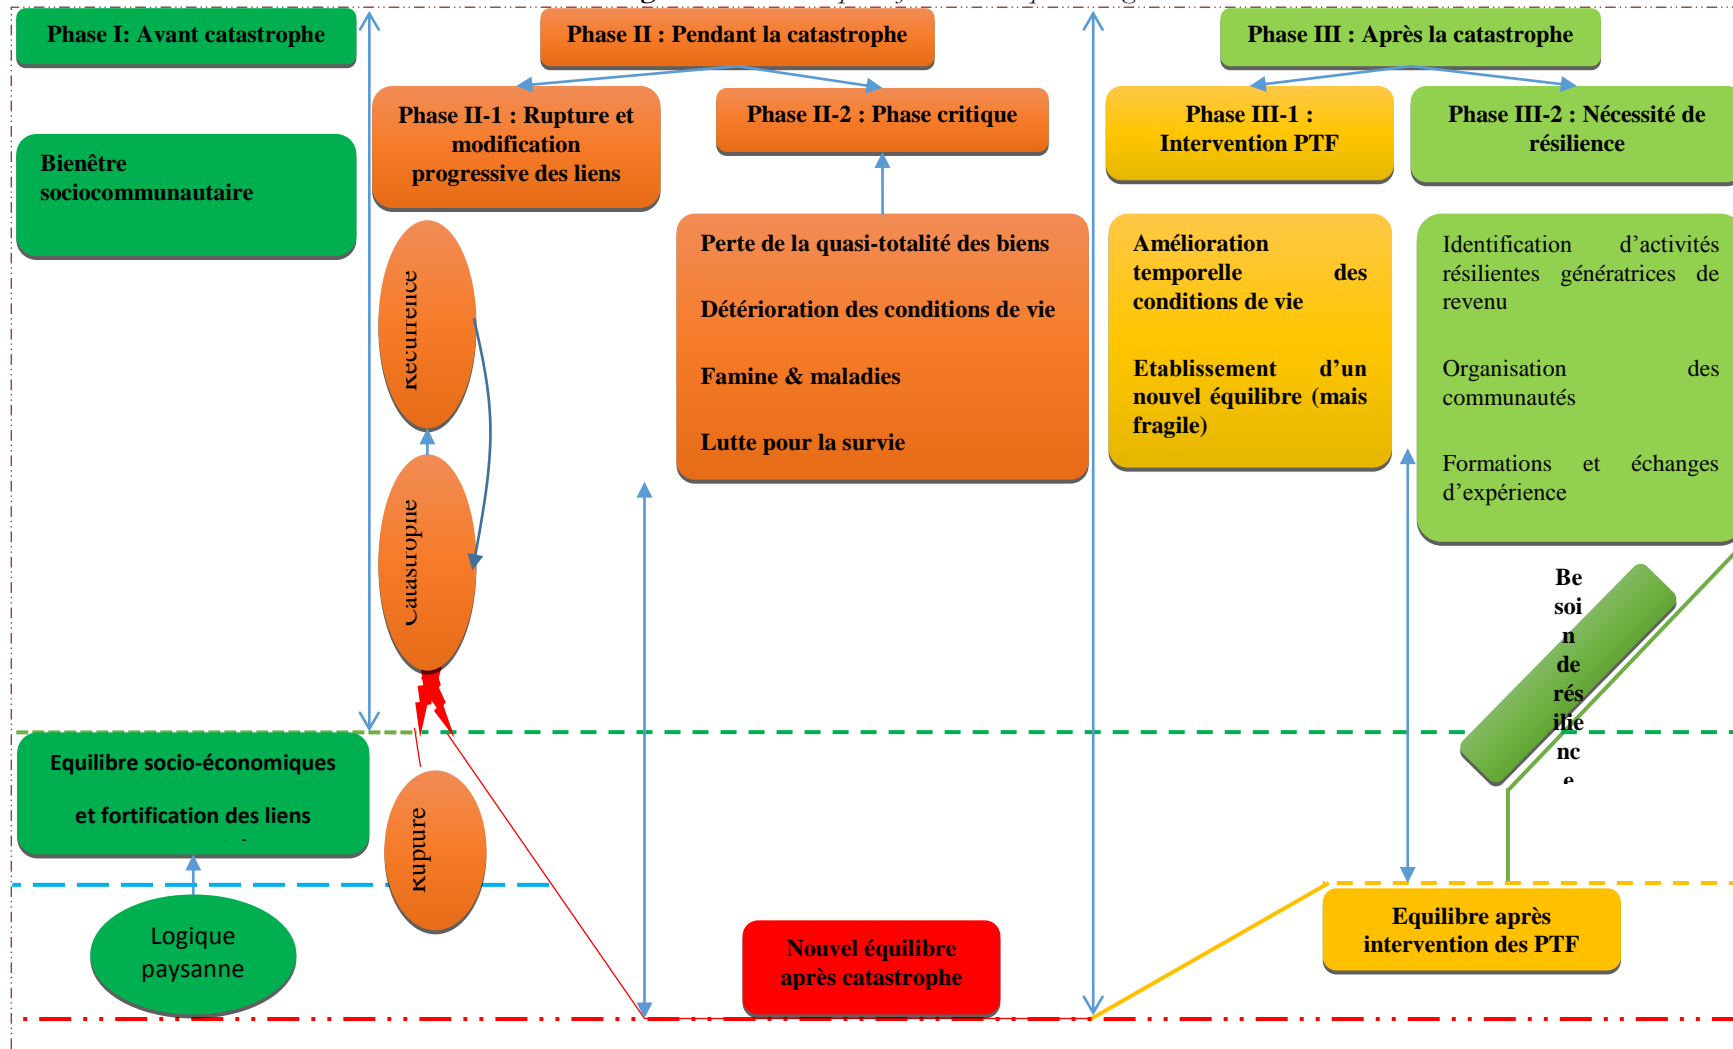 Phase I: Avant catastrophe
Phase II : Pendant la catastrophe
Phase III : Après la catastrophe
Phase II-1 : Rupture et
modification
progressive des liens
Phase II-2 : Phase critique
Phase III-1 :
Intervention PTF
Phase III-2 : Nécessité de
résilience
Bienêtre
sociocommunautaire
Récurrence
Catastrophe
Rupture
Perte de la quasi-totalité des biens
Détérioration des conditions de vie
Famine & maladies
Lutte pour la survie
Amélioration
temporelle des
conditions de vie
Etablissement d’un
nouvel équilibre (mais
fragile)
Identification d’activités
résilientes génératrices de
revenu
Organisation des
communautés
Formations et échanges
d’expérience
Be
soi
n
de
rés
ilie
nc
e
Equilibre socio-économiques
et fortification des liens
Logique
paysanne
Nouvel équilibre
après catastrophe
Equilibre après
intervention des PTF